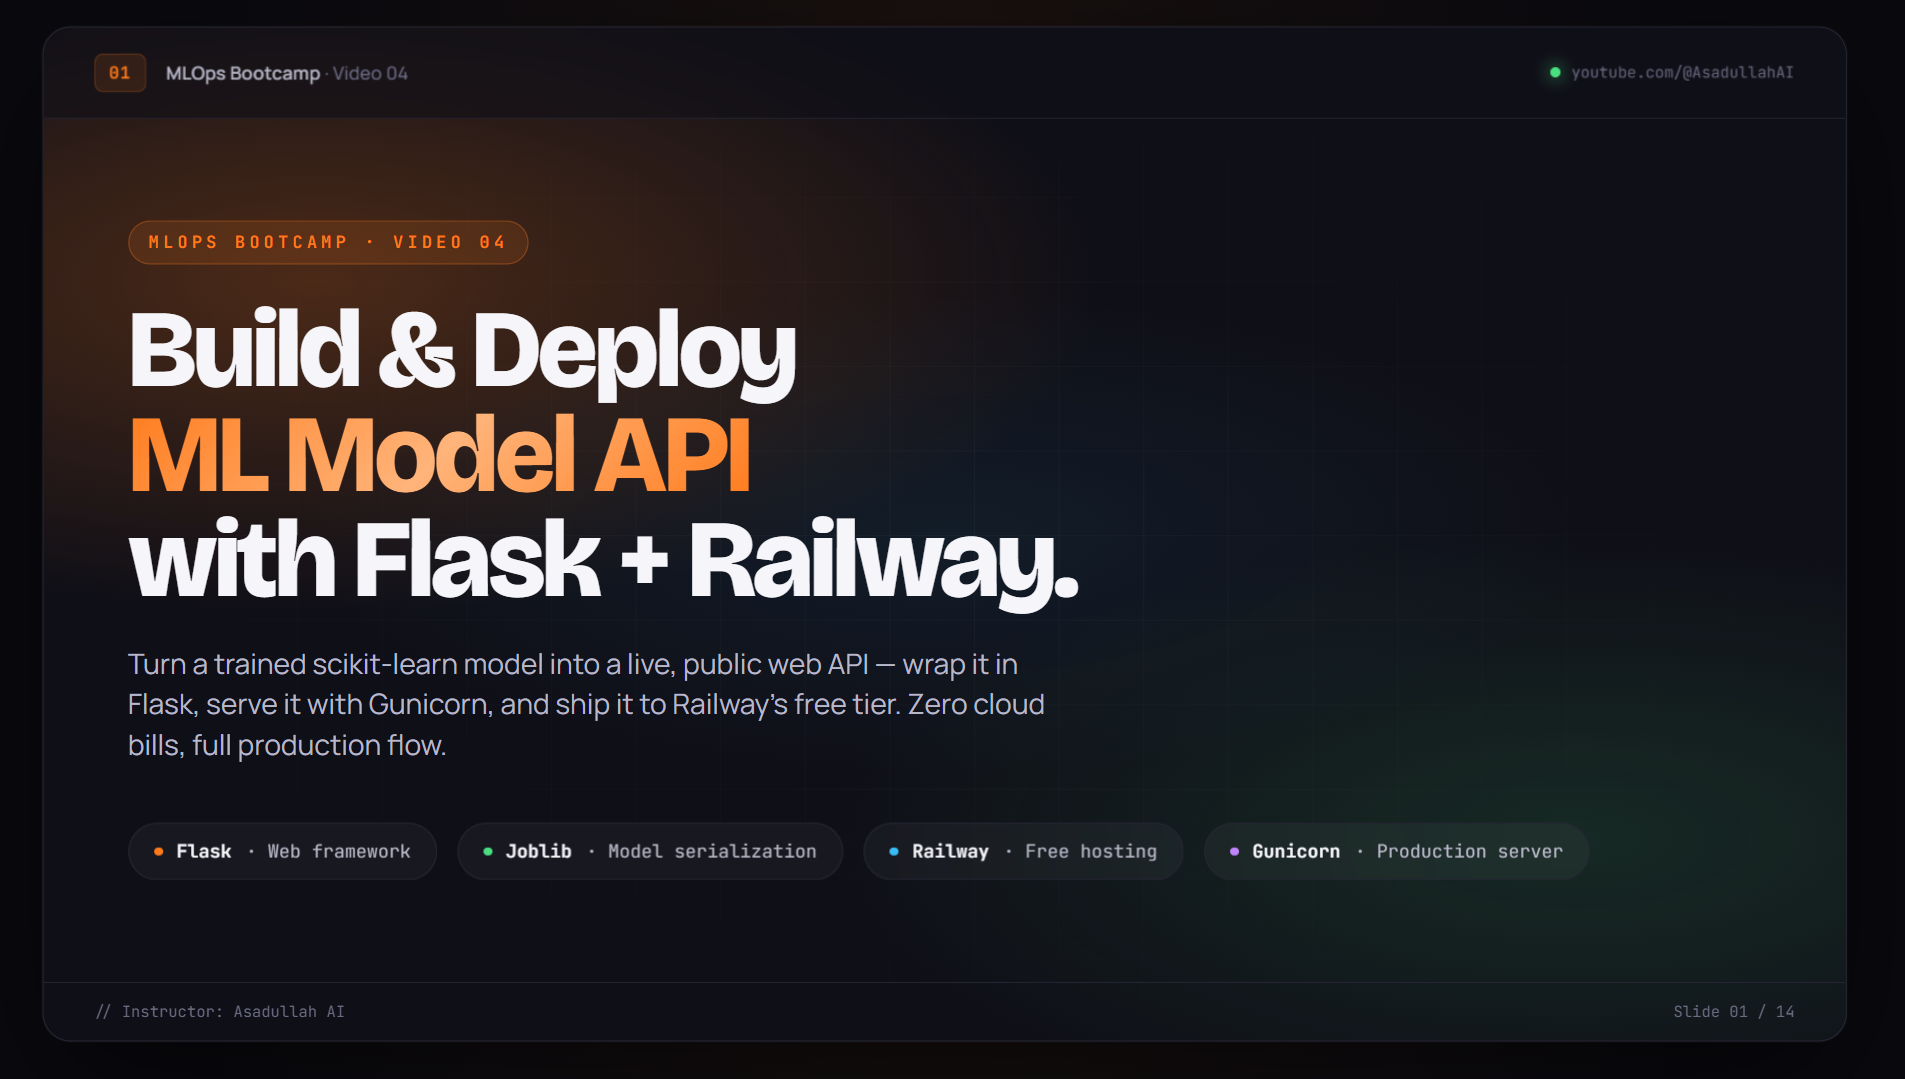 01 MLOps Bootcamp · Video 04
youtube.com/@AsadullahAI
MLOPS BOOTCAMP · VIDEO 04
Build & Deploy
ML Model API
with Flask + Railway.
Turn a trained scikit-learn model into a live, public web API — wrap it in
Flask, serve it with Gunicorn, and ship it to Railway’s free tier. Zero cloud
bills, full production flow.
Flask · Web framework
Joblib · Model serialization
Railway · Free hosting
Gunicorn · Production server
// Instructor: Asadullah AI
Slide 01 / 14